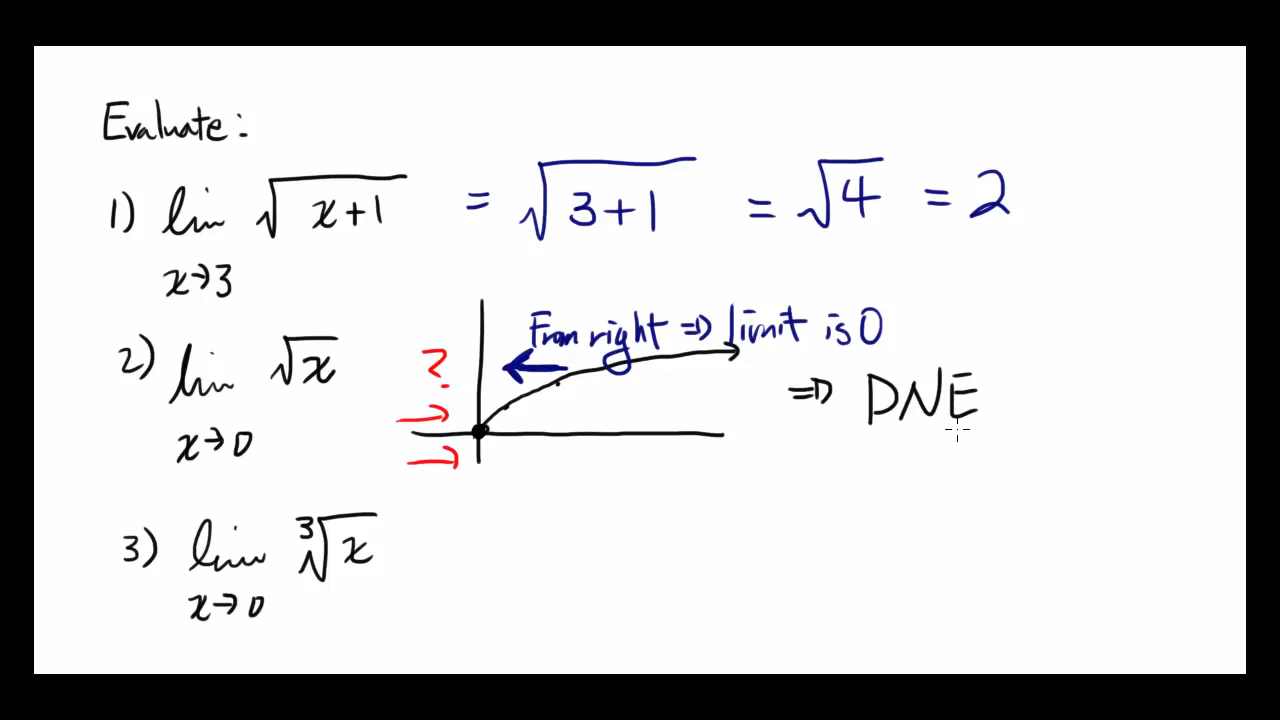 Evaluate:
1) lim √(x+1) = √(3+1) = √4 = 2
x→3
From right ⇒ limit is 0
2) lim √x
?
⇒ DNE
x→0
3) lim ∛x
x→0